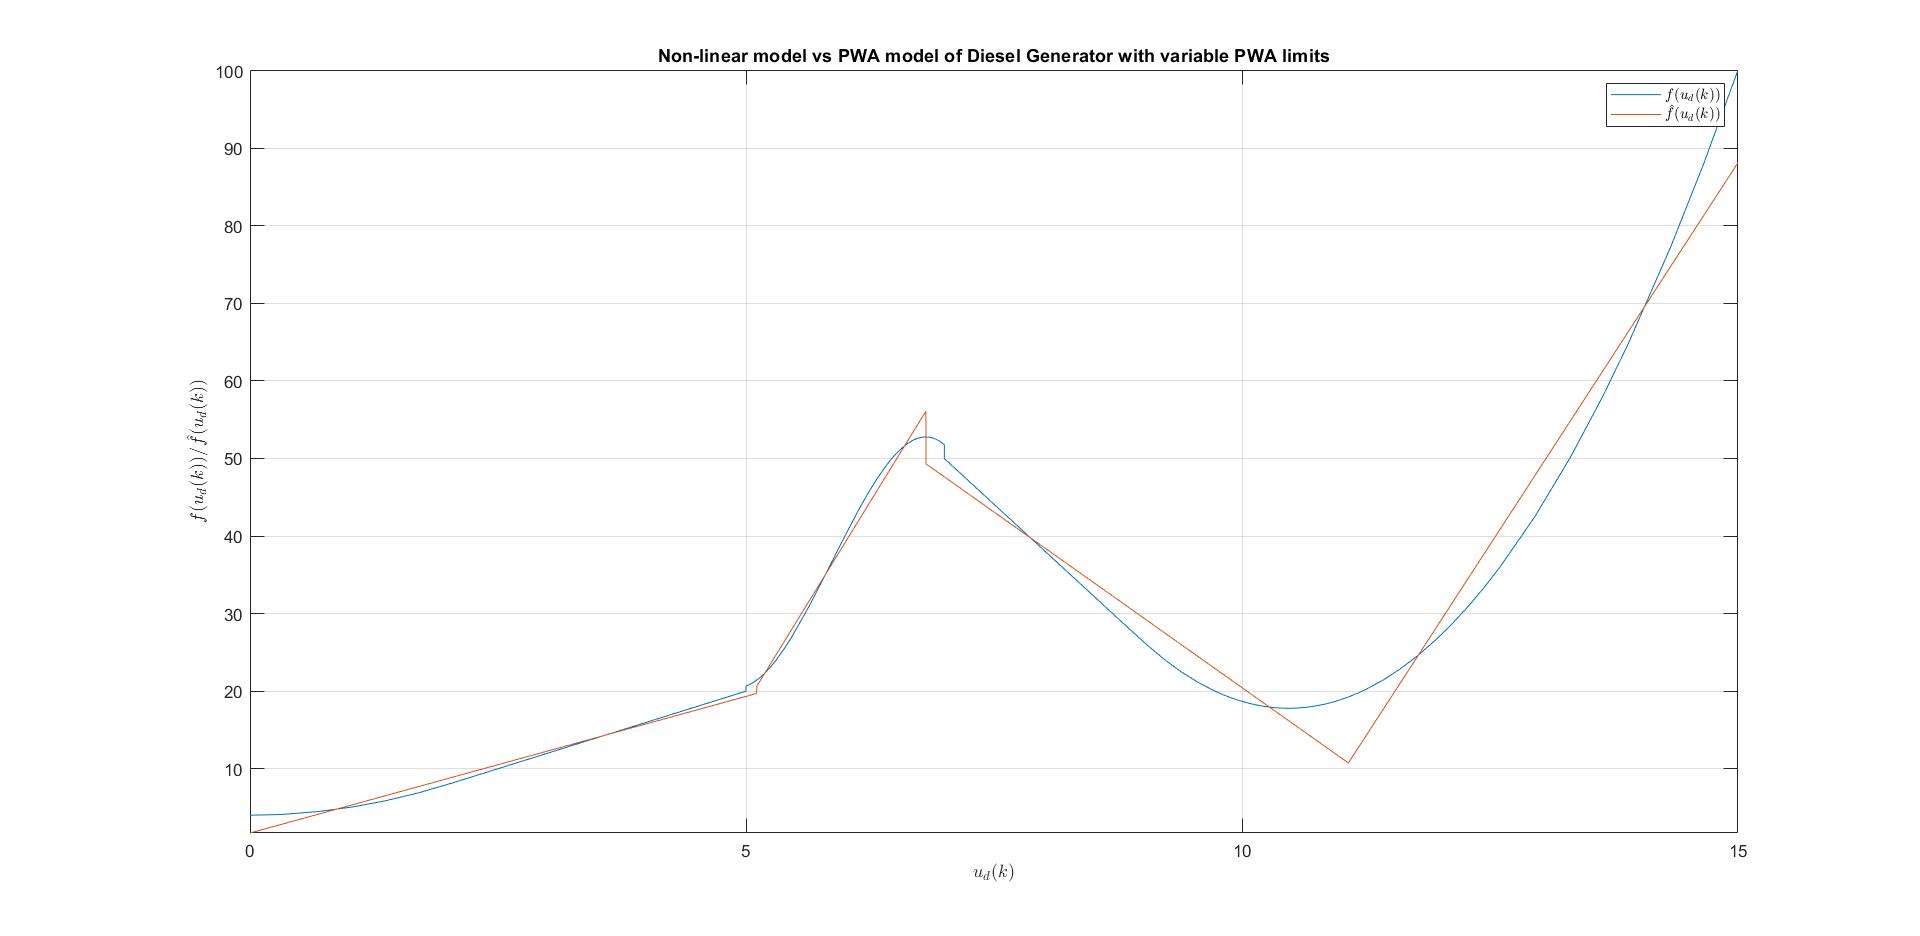 Non-linear model vs PWA model of Diesel Generator with variable PWA limits
100
90
80
70
60
50
40
30
20
10
f(u_d(k))/f̂(u_d(k))
f(u_d(k))
f̂(u_d(k))
0
5
10
15
u_d(k)